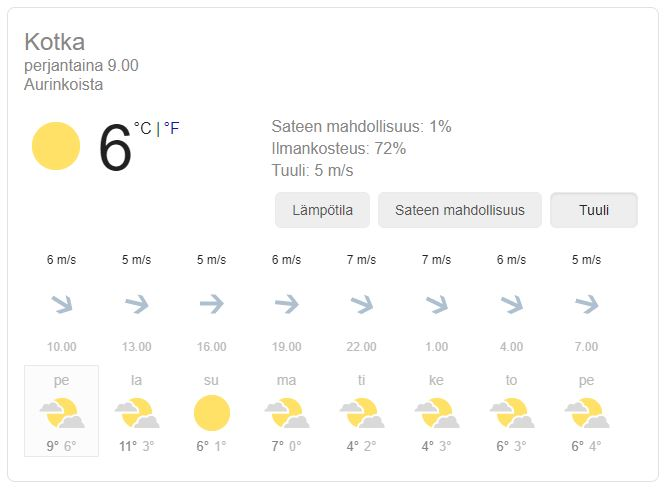 Kotka
perjantaina 9.00
Aurinkoista
6 °C | °F
Sateen mahdollisuus: 1%
Ilmankosteus: 72%
Tuuli: 5 m/s
Lämpötila Sateen mahdollisuus Tuuli
6 m/s 5 m/s 5 m/s 6 m/s 7 m/s 7 m/s 6 m/s 5 m/s
10.00 13.00 16.00 19.00 22.00 1.00 4.00 7.00
pe la su ma ti ke to pe
9° 6° 11° 3° 6° 1° 7° 0° 4° 2° 4° 3° 6° 3° 6° 4°